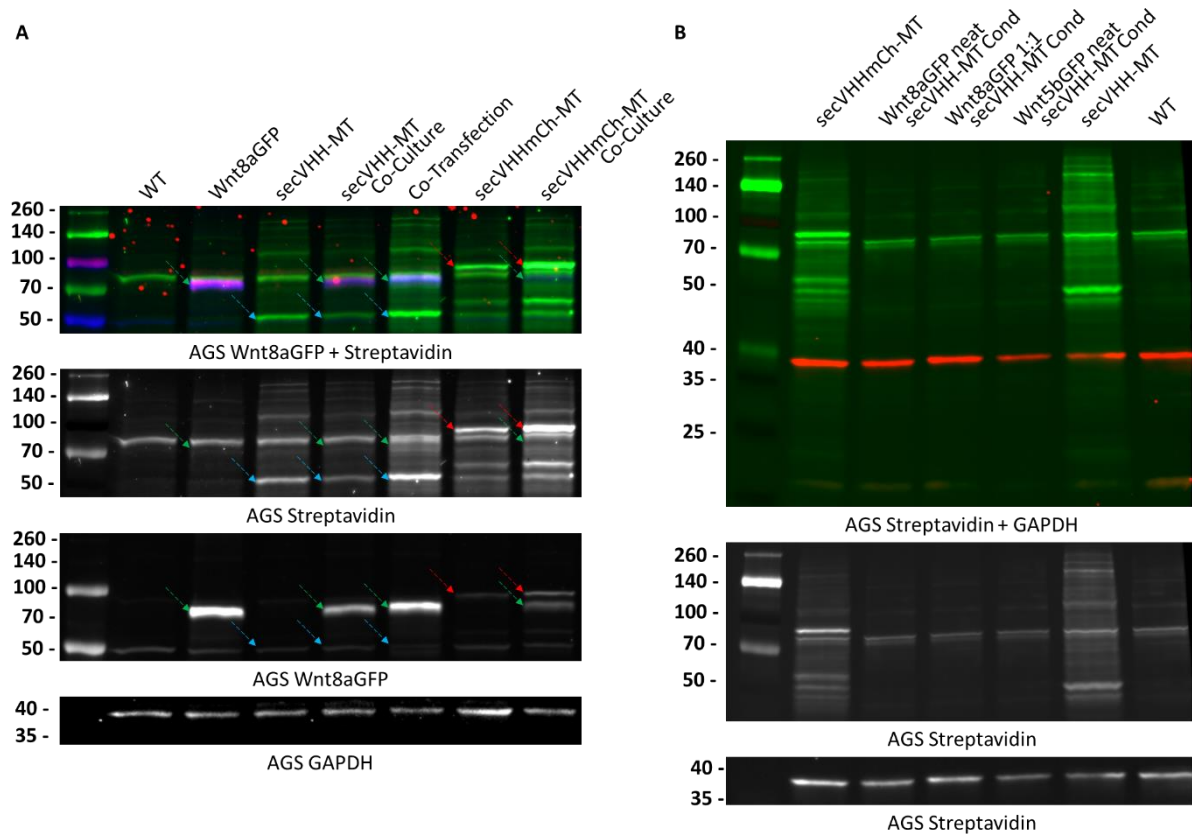 A
WT
Wnt8aGFP
secVHH-MT
secVHH-MT
Co-Culture
Co-Transfection
secVHHmCh-MT
secVHHmCh-MT
Co-Culture
260 -
140 -
100 -
70 -
50 -
AGS Wnt8aGFP + Streptavidin
260 -
140 -
100 -
70 -
50 -
AGS Streptavidin
260 -
140 -
100 -
70 -
50 -
AGS Wnt8aGFP
40 -
35 -
AGS GAPDH
B
secVHHmCh-MT
Wnt8aGFP neat
secVHH-MT Cond
Wnt8aGFP 1:1
secVHH-MT Cond
Wnt5bGFP neat
secVHH-MT Cond
secVHH-MT
WT
260 -
140 -
100 -
70 -
50 -
40 -
35 -
25 -
AGS Streptavidin + GAPDH
260 -
140 -
100 -
70 -
50 -
AGS Streptavidin
40 -
35 -
AGS Streptavidin